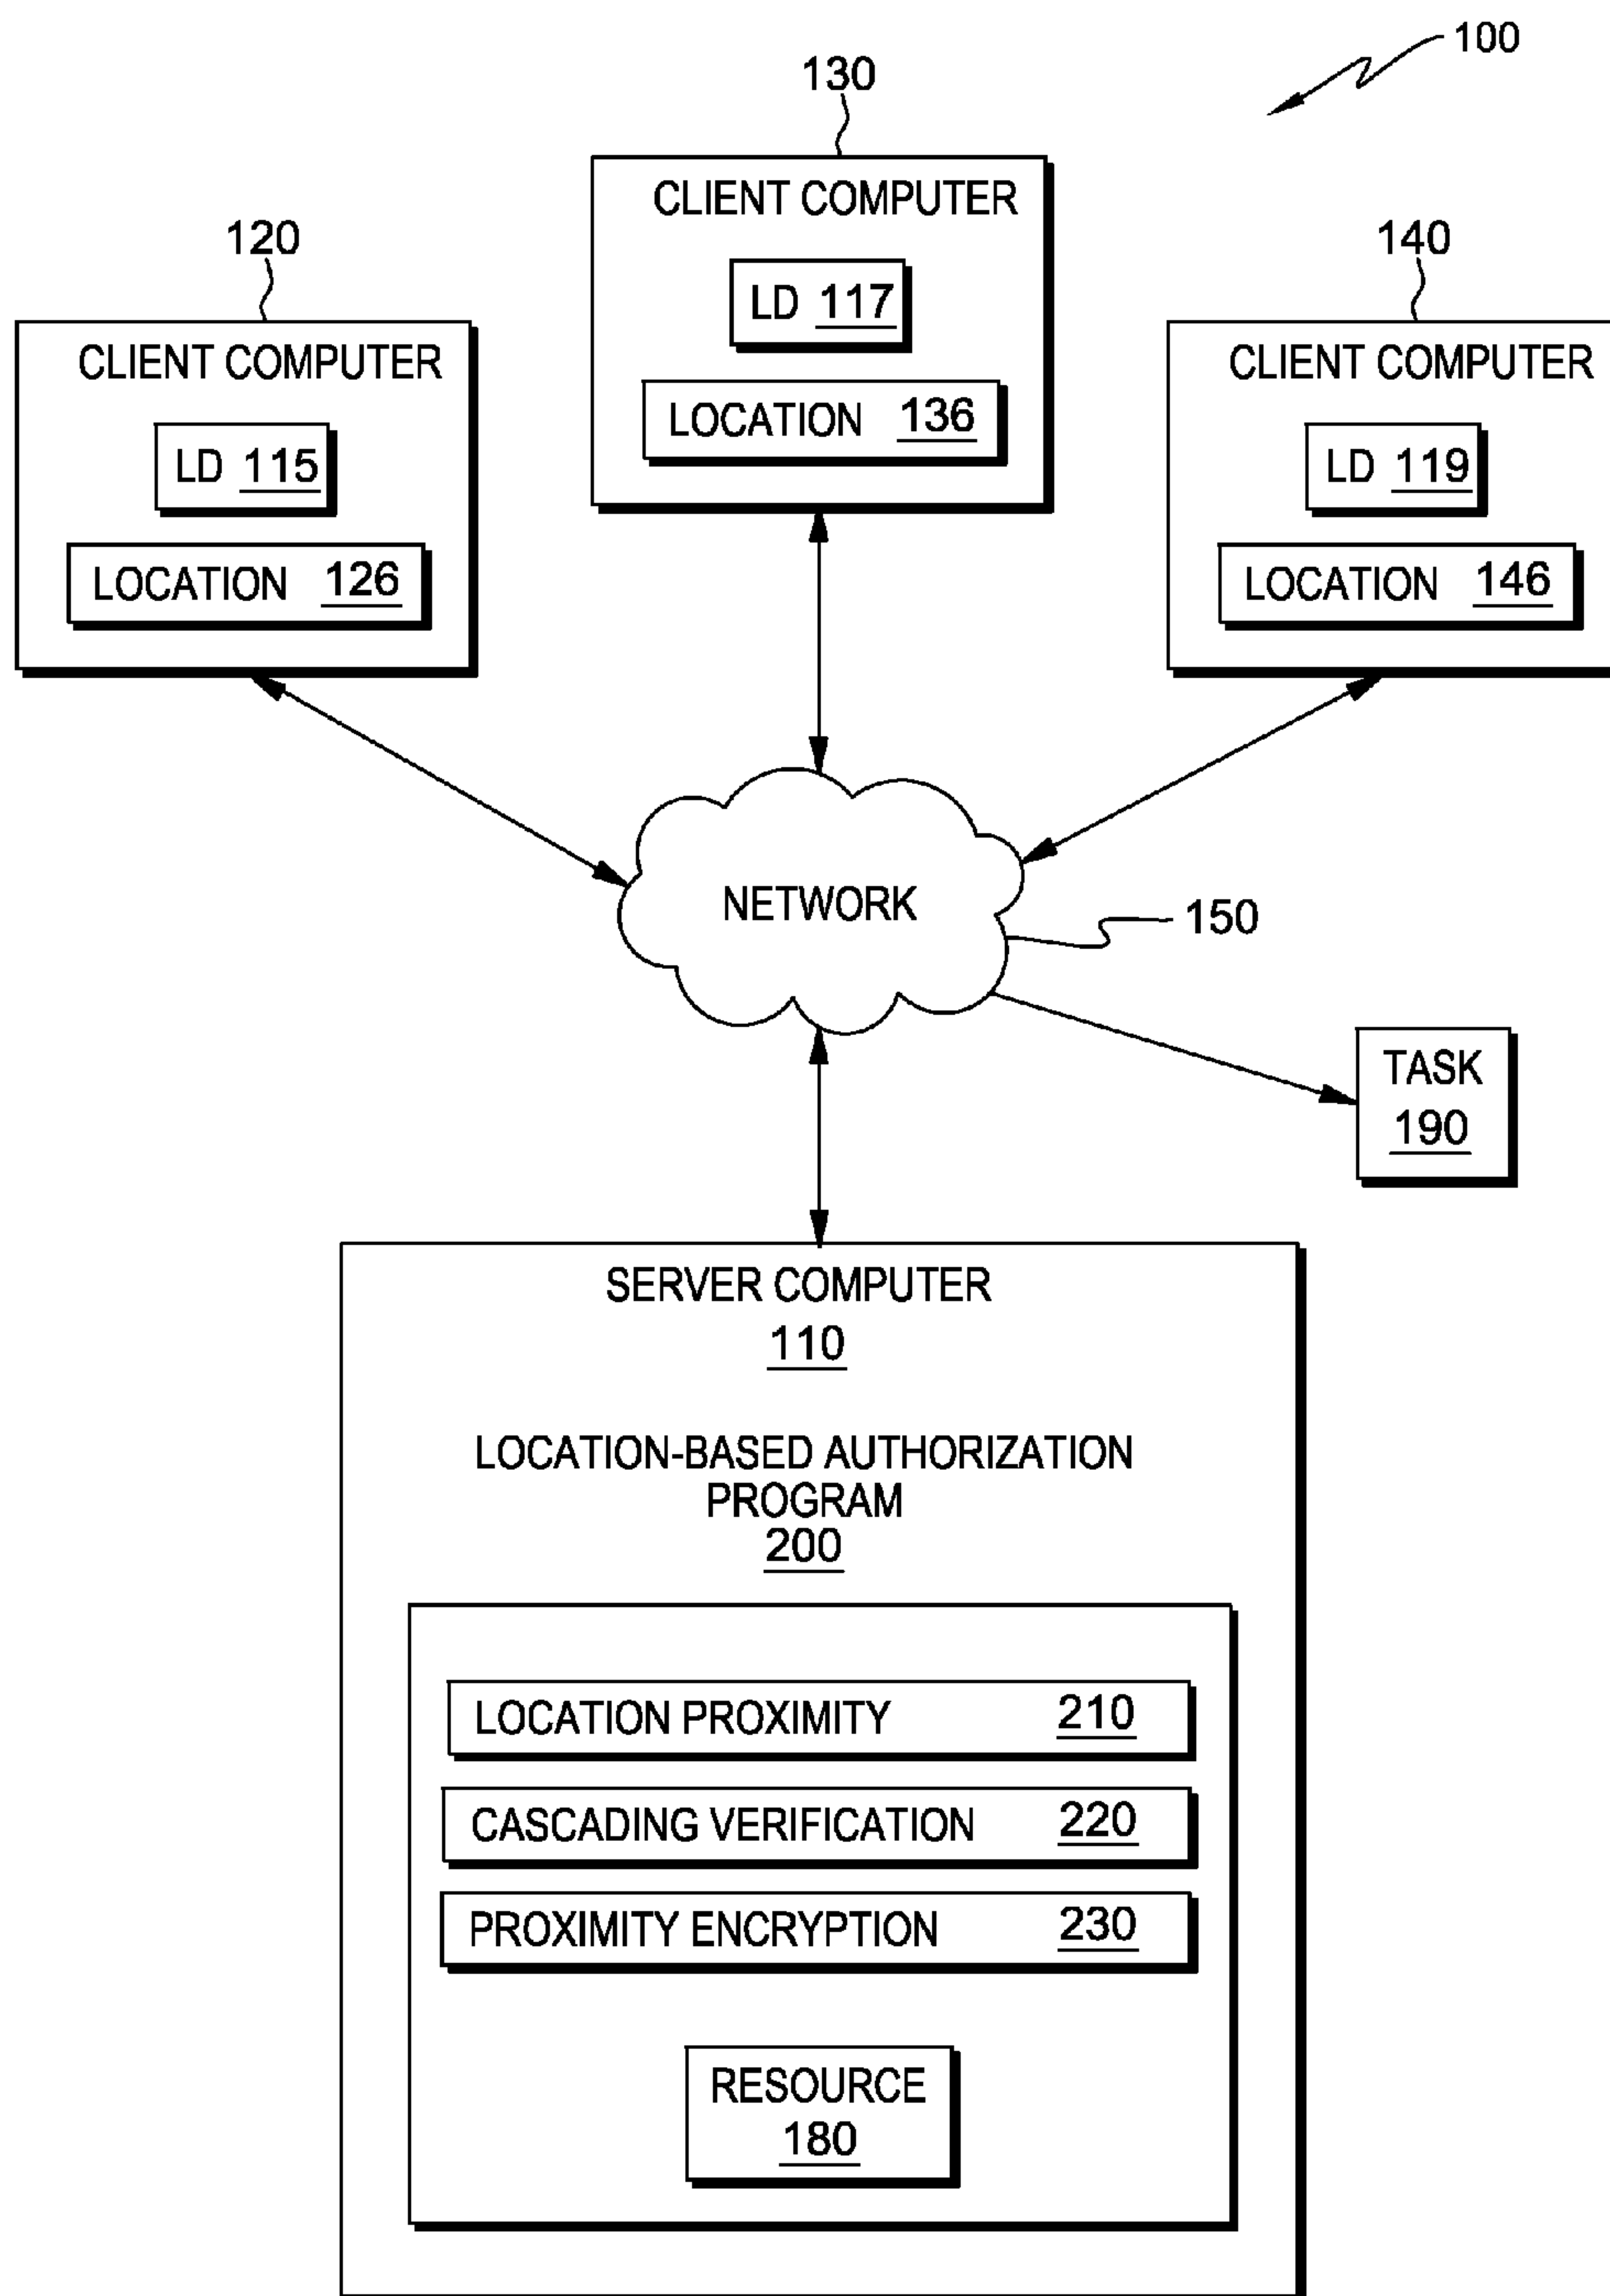 100
130
CLIENT COMPUTER
LD 117
LOCATION 136
120
CLIENT COMPUTER
LD 115
LOCATION 126
140
CLIENT COMPUTER
LD 119
LOCATION 146
NETWORK
150
TASK
190
SERVER COMPUTER
110
LOCATION-BASED AUTHORIZATION
PROGRAM
200
LOCATION PROXIMITY 210
CASCADING VERIFICATION 220
PROXIMITY ENCRYPTION 230
RESOURCE
180